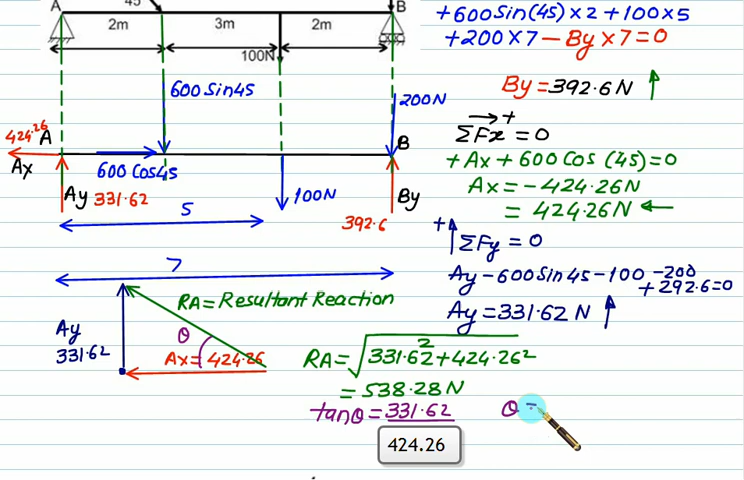 A
45
B
2m
3m
2m
100N
600 Sin45
200N
424.26
A
B
Ax
600 Cos45
Ay 331.62
100N
By
5
392.6
7
RA = Resultant Reaction
Ay
331.62
θ
Ax = 424.26
+600 Sin(45) × 2 + 100 × 5
+200 × 7 - By × 7 = 0
By = 392.6 N
+
ΣFx = 0
+Ax + 600 Cos (45) = 0
Ax = -424.26N
= 424.26N
+
ΣFy = 0
Ay - 600 Sin 45 - 100 - 200
+ 292.6 = 0
Ay = 331.62 N
RA = √331.62² + 424.26²
= 538.28 N
tanθ = 331.62
424.26
θ =